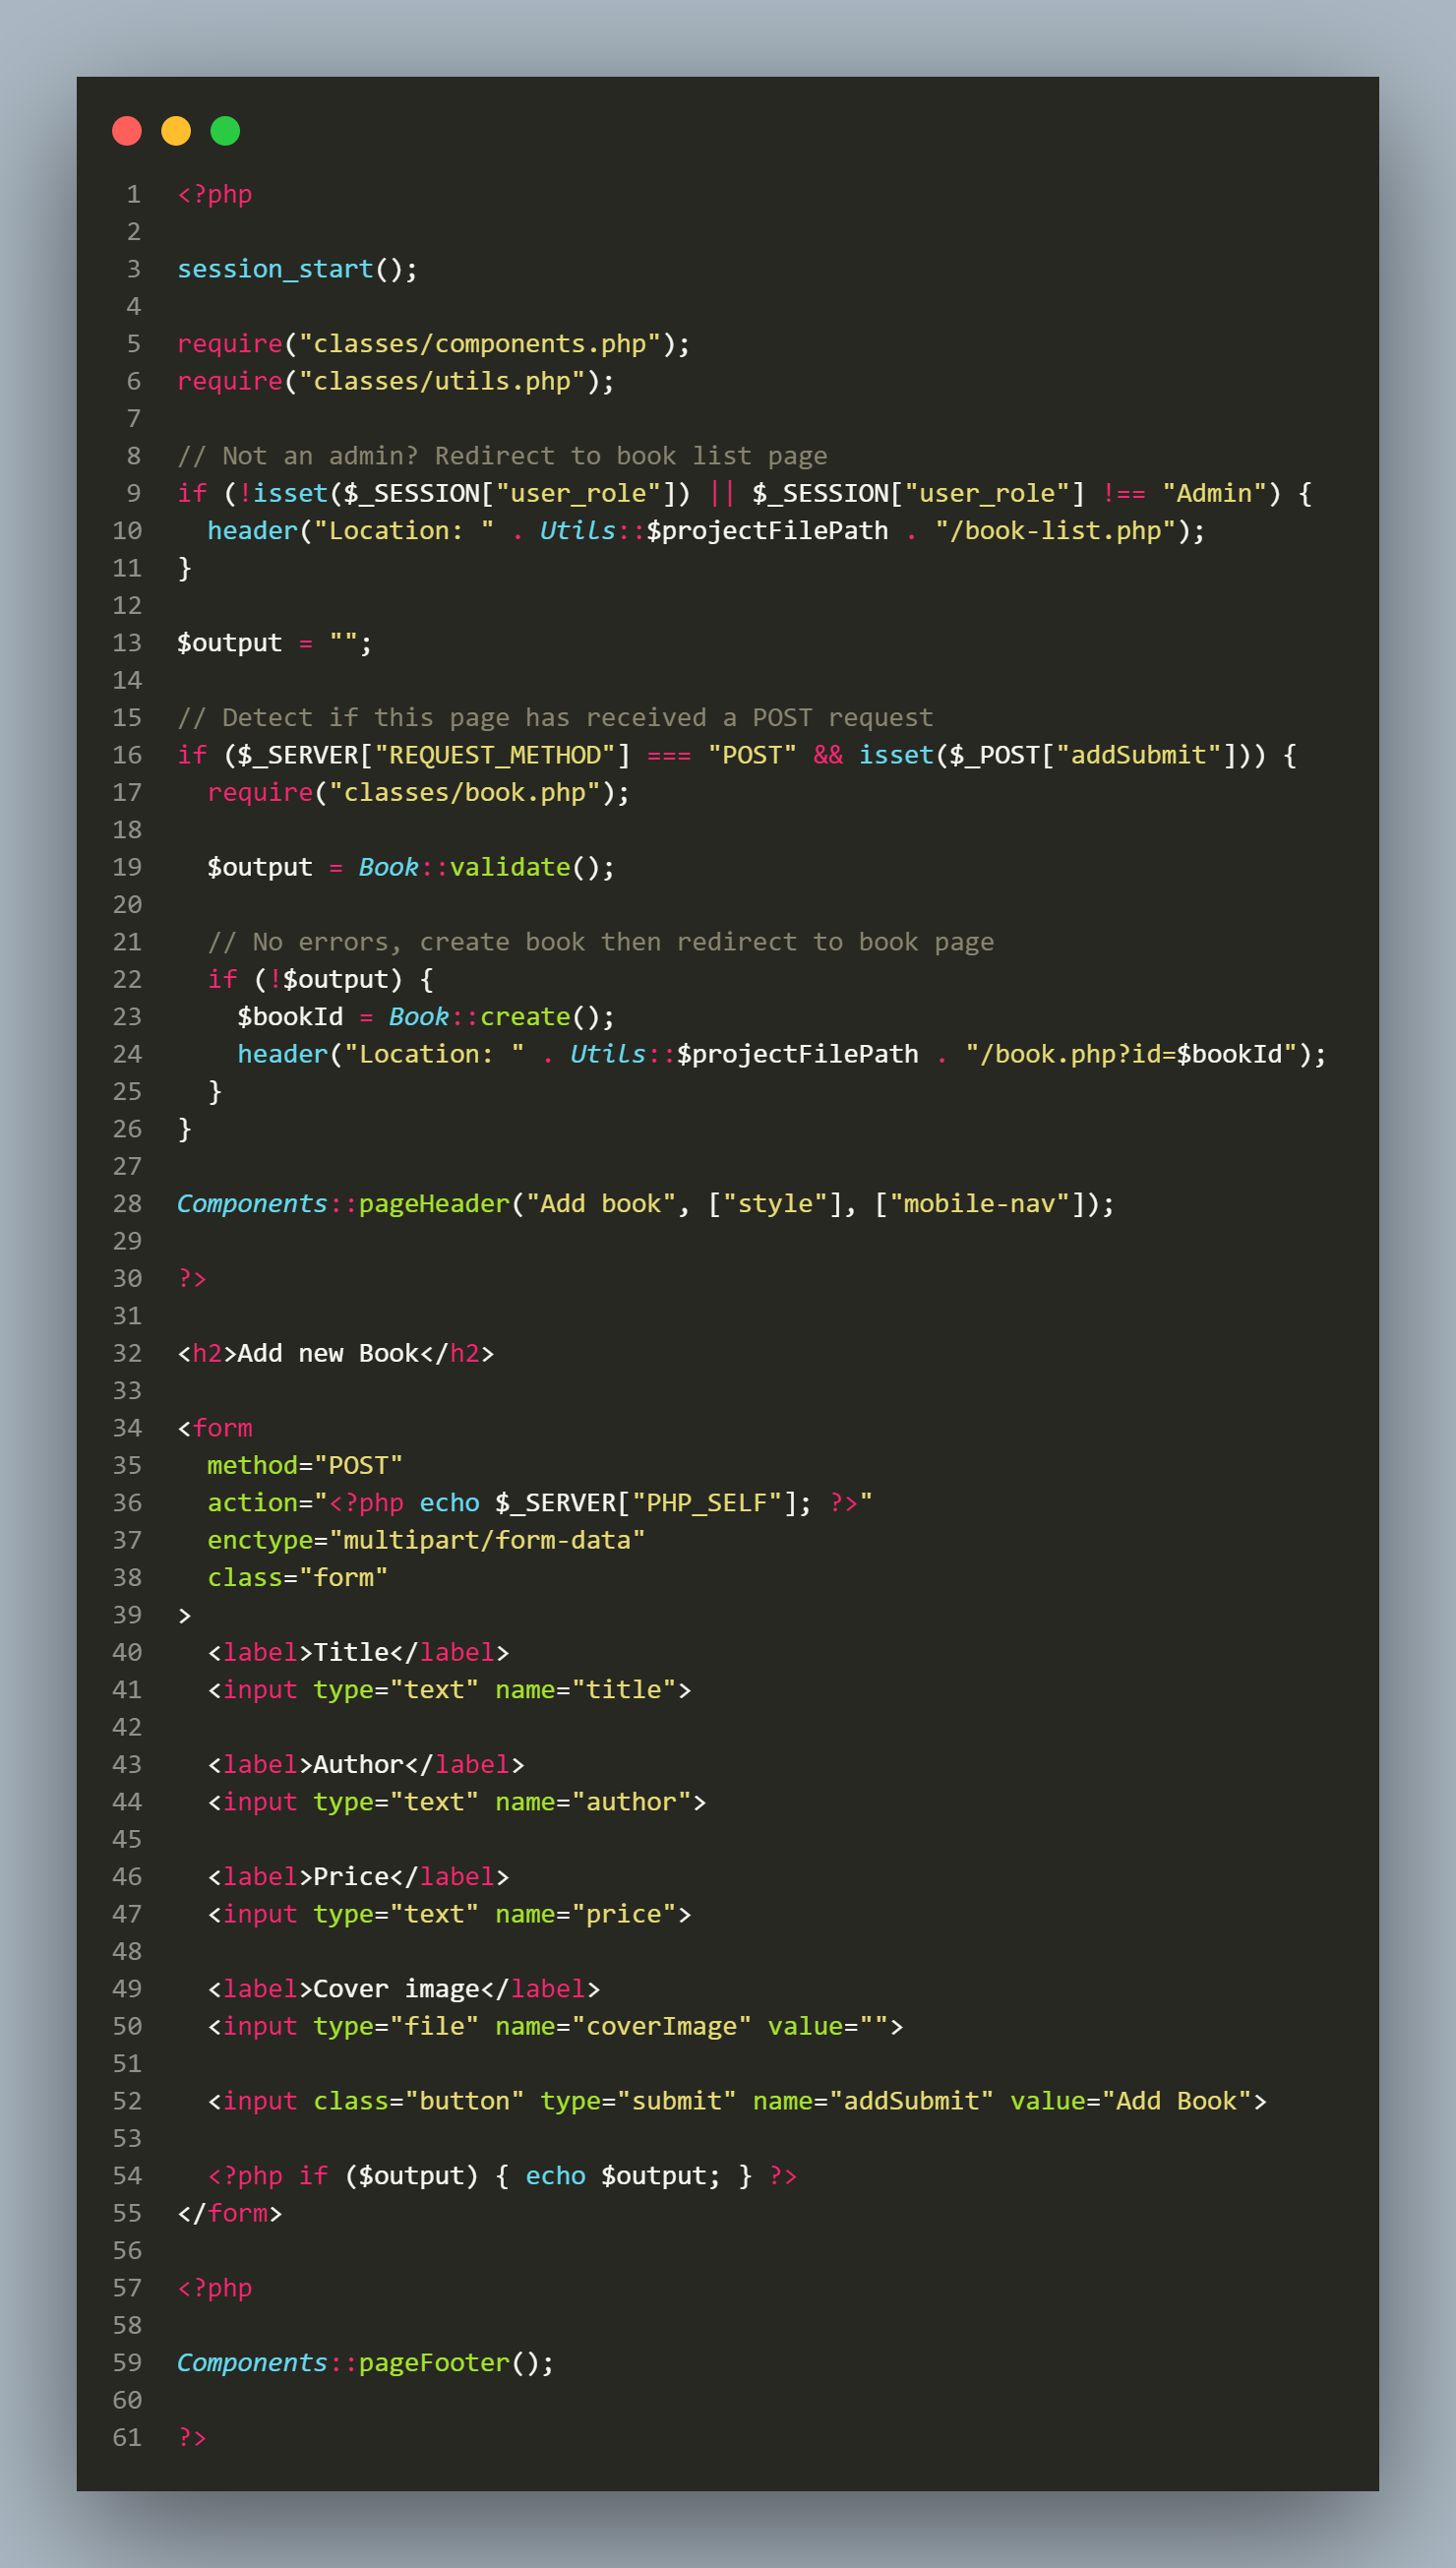 1 <?php
2
3 session_start();
4
5 require("classes/components.php");
6 require("classes/utils.php");
7
8 // Not an admin? Redirect to book list page
9 if (!isset($_SESSION["user_role"]) || $_SESSION["user_role"] !== "Admin") {
10   header("Location: " . Utils::$projectFilePath . "/book-list.php");
11 }
12
13 $output = "";
14
15 // Detect if this page has received a POST request
16 if ($_SERVER["REQUEST_METHOD"] === "POST" && isset($_POST["addSubmit"])) {
17   require("classes/book.php");
18
19   $output = Book::validate();
20
21   // No errors, create book then redirect to book page
22   if (!$output) {
23     $bookId = Book::create();
24     header("Location: " . Utils::$projectFilePath . "/book.php?id=$bookId");
25   }
26 }
27
28 Components::pageHeader("Add book", ["style"], ["mobile-nav"]);
29
30 ?>
31
32 <h2>Add new Book</h2>
33
34 <form
35   method="POST"
36   action="<?php echo $_SERVER["PHP_SELF"]; ?>"
37   enctype="multipart/form-data"
38   class="form"
39 >
40   <label>Title</label>
41   <input type="text" name="title">
42
43   <label>Author</label>
44   <input type="text" name="author">
45
46   <label>Price</label>
47   <input type="text" name="price">
48
49   <label>Cover image</label>
50   <input type="file" name="coverImage" value="">
51
52   <input class="button" type="submit" name="addSubmit" value="Add Book">
53
54   <?php if ($output) { echo $output; } ?>
55 </form>
56
57 <?php
58
59 Components::pageFooter();
60
61 ?>